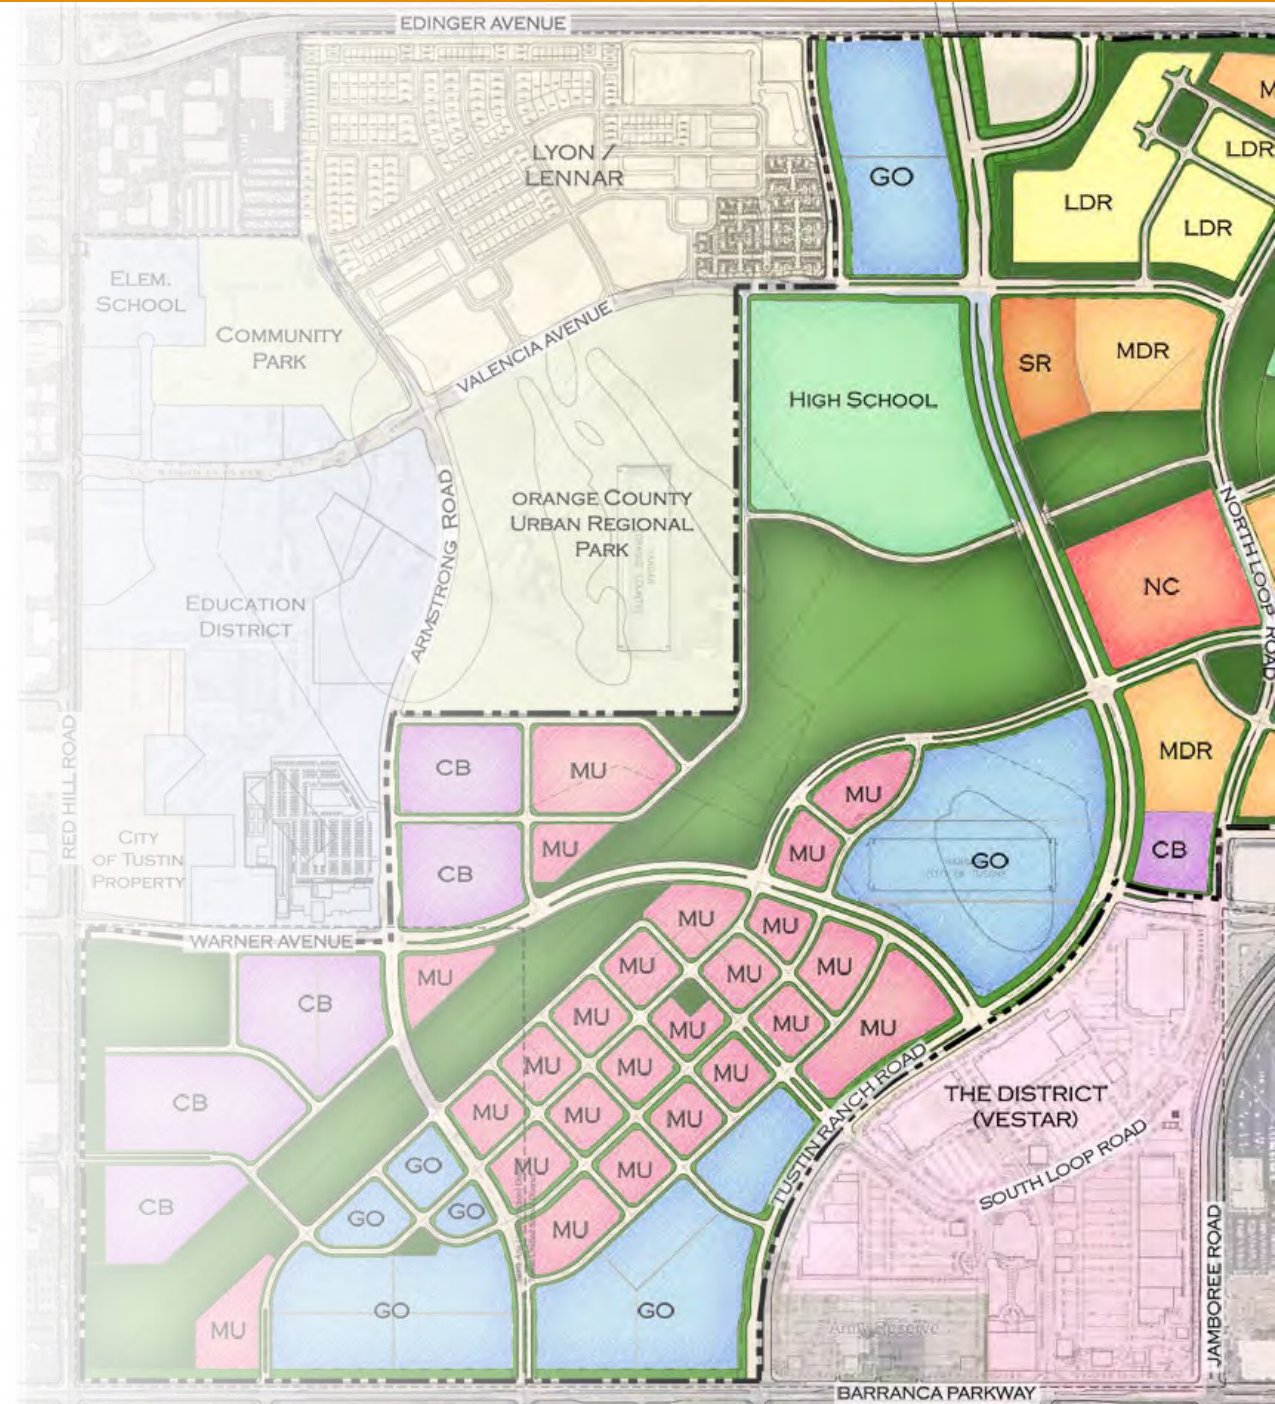 EDINGER AVENUE
LYON /
LENNAR
GO
M
LDR
LDR
LDR
ELEM.
SCHOOL
COMMUNITY
PARK
VALENCIA AVENUE
HIGH SCHOOL
SR
MDR
ORANGE COUNTY
URBAN REGIONAL
PARK
ARMSTRONG ROAD
NORTH LOOP ROAD
NC
EDUCATION
DISTRICT
RED HILL ROAD
CB
MU
MDR
MU
CITY
OF TUSTIN
PROPERTY
CB
MU
MU
GO
CB
WARNER AVENUE
MU
MU
CB
MU
MU
MU
MU
MU
MU
MU
MU
MU
CB
MU
MU
MU
THE DISTRICT
(VESTAR)
MU
MU
MU
TUSTIN RANCH ROAD
SOUTH LOOP ROAD
GO
MU
MU
CB
GO
GO
MU
GO
GO
MU
Army Reserve
JAMBOREE ROAD
BARRANCA PARKWAY